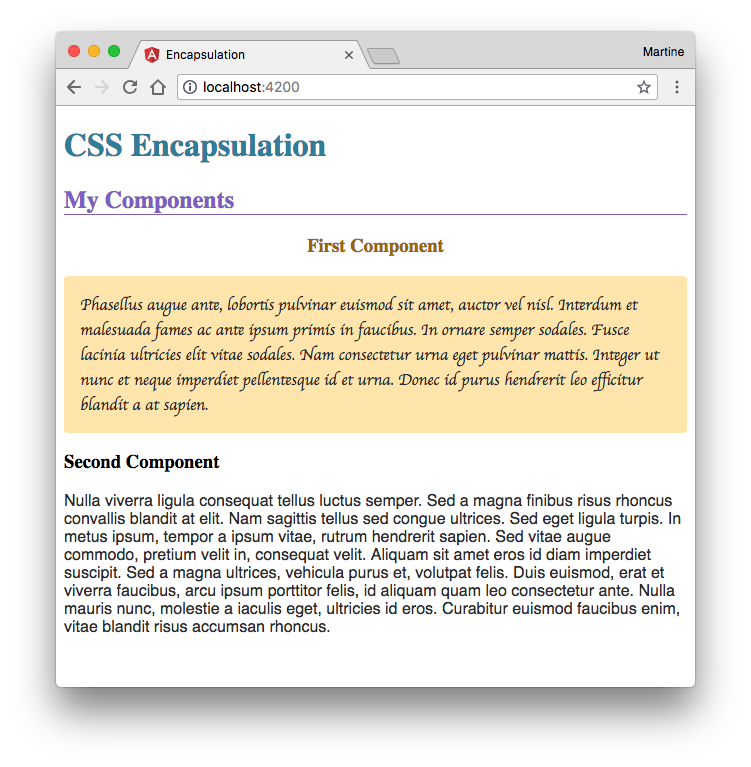 Encapsulation
Martine
localhost:4200
CSS Encapsulation
My Components
First Component
Phasellus augue ante, lobortis pulvinar euismod sit amet, auctor vel nisl. Interdum et
malesuada fames ac ante ipsum primis in faucibus. In ornare semper sodales. Fusce
lacinia ultricies elit vitae sodales. Nam consectetur urna eget pulvinar mattis. Integer ut
nunc et neque imperdiet pellentesque id et urna. Donec id purus hendrerit leo efficitur
blandit a at sapien.
Second Component
Nulla viverra ligula consequat tellus luctus semper. Sed a magna finibus risus rhoncus
convallis blandit at elit. Nam sagittis tellus sed congue ultrices. Sed eget ligula turpis. In
metus ipsum, tempor a ipsum vitae, rutrum hendrerit sapien. Sed vitae augue
commodo, pretium velit in, consequat velit. Aliquam sit amet eros id diam imperdiet
suscipit. Sed a magna ultrices, vehicula purus et, volutpat felis. Duis euismod, erat et
viverra faucibus, arcu ipsum porttitor felis, id aliquam quam leo consectetur ante. Nulla
mauris nunc, molestie a iaculis eget, ultricies id eros. Curabitur euismod faucibus enim,
vitae blandit risus accumsan rhoncus.